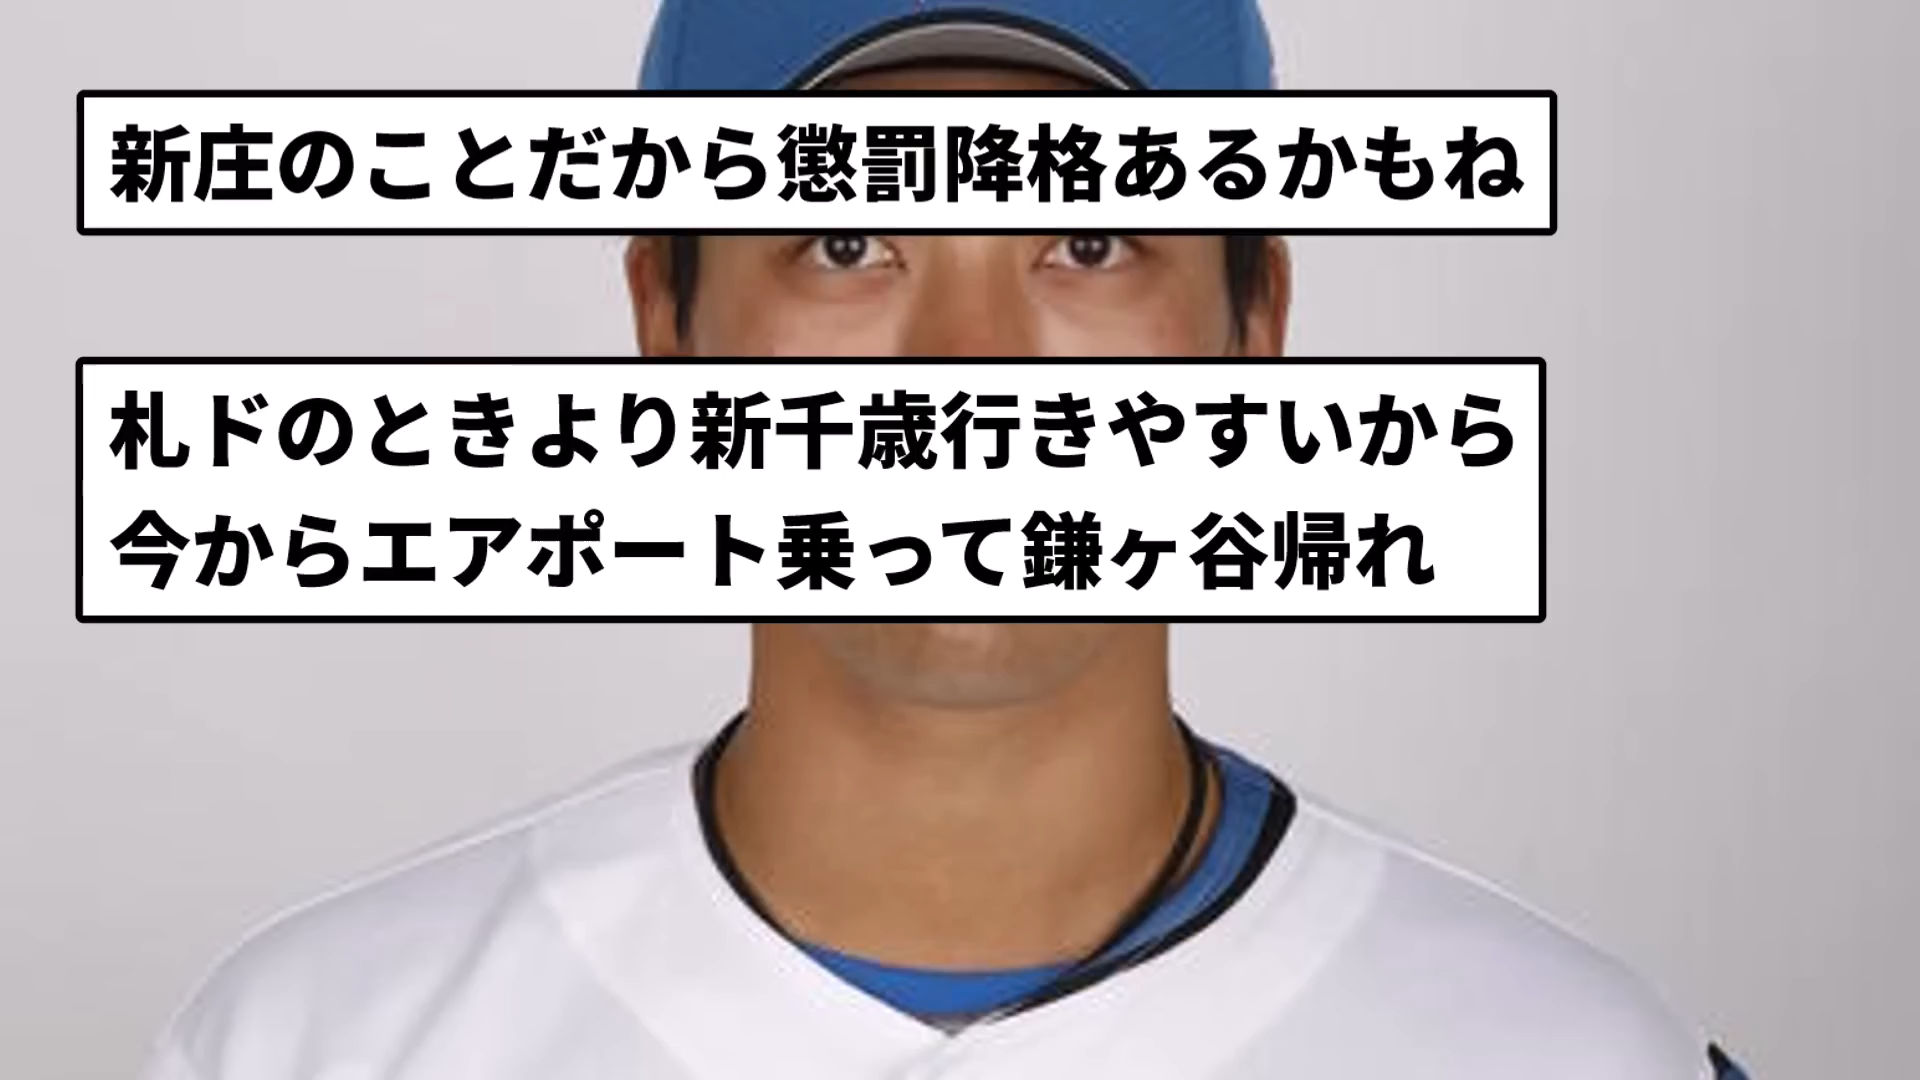 新庄のことだから懲罰降格あるかもね
札ドのときより新千歳行きやすいから
今からエアポート乗って鎌ヶ谷帰れ